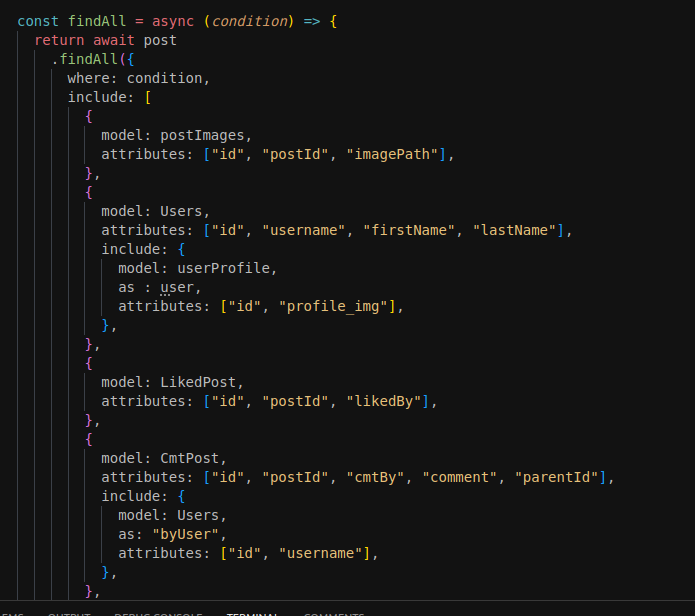 const findAll = async (condition) => {
return await post
.findAll({
where: condition,
include: [
{
model: postImages,
attributes: ["id", "postId", "imagePath"],
},
{
model: Users,
attributes: ["id", "username", "firstName", "lastName"],
include: {
model: userProfile,
as : user,
attributes: ["id", "profile_img"],
},
},
{
model: LikedPost,
attributes: ["id", "postId", "likedBy"],
},
{
model: CmtPost,
attributes: ["id", "postId", "cmtBy", "comment", "parentId"],
include: {
model: Users,
as: "byUser",
attributes: ["id", "username"],
},
},
OUTPUT DEBUG CONSOLE TERMINAL COMMENTS